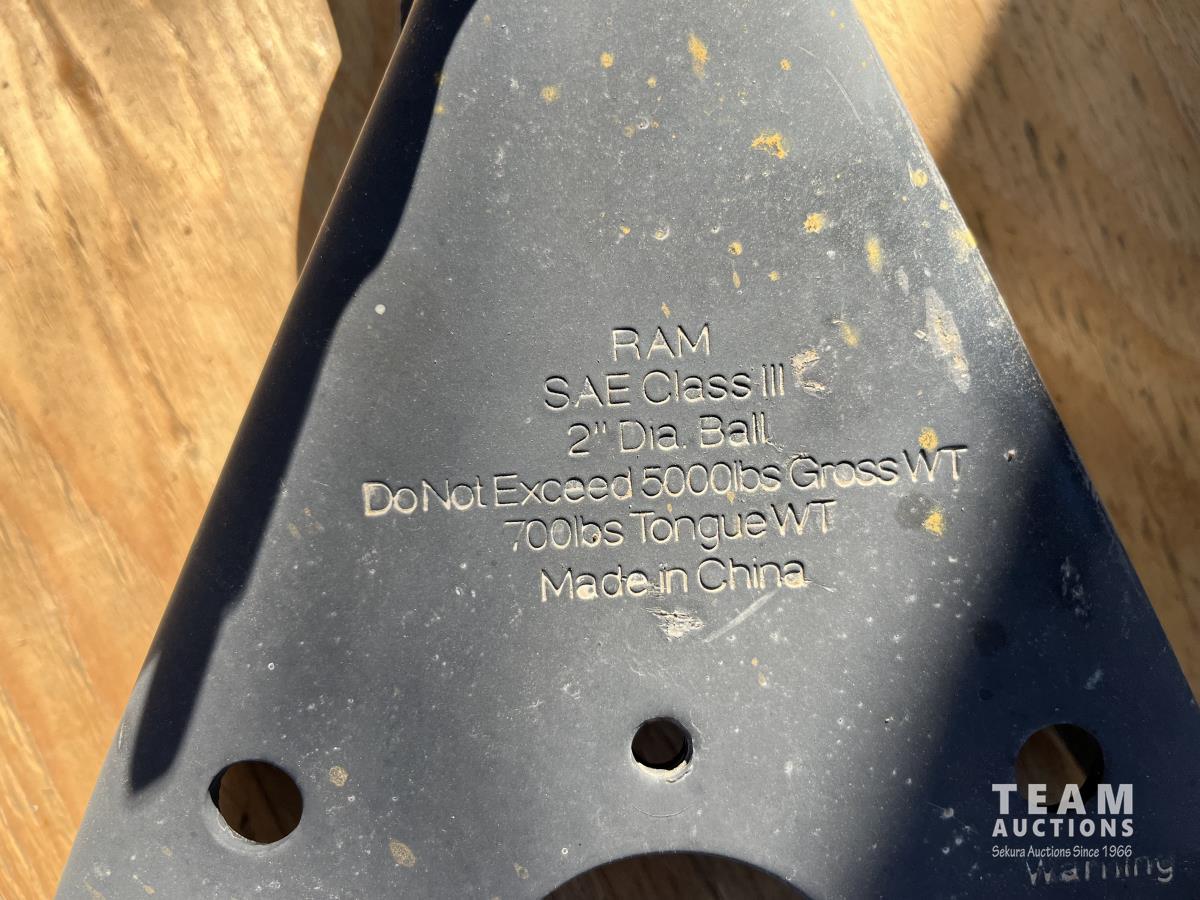 RAM
SAE Class III
2" Dia. Ball
Do Not Exceed 5000lbs Gross WT
700lbs Tongue WT
Made in China
TEAM
AUCTIONS
Sekura Auctions Since 1966
Warning